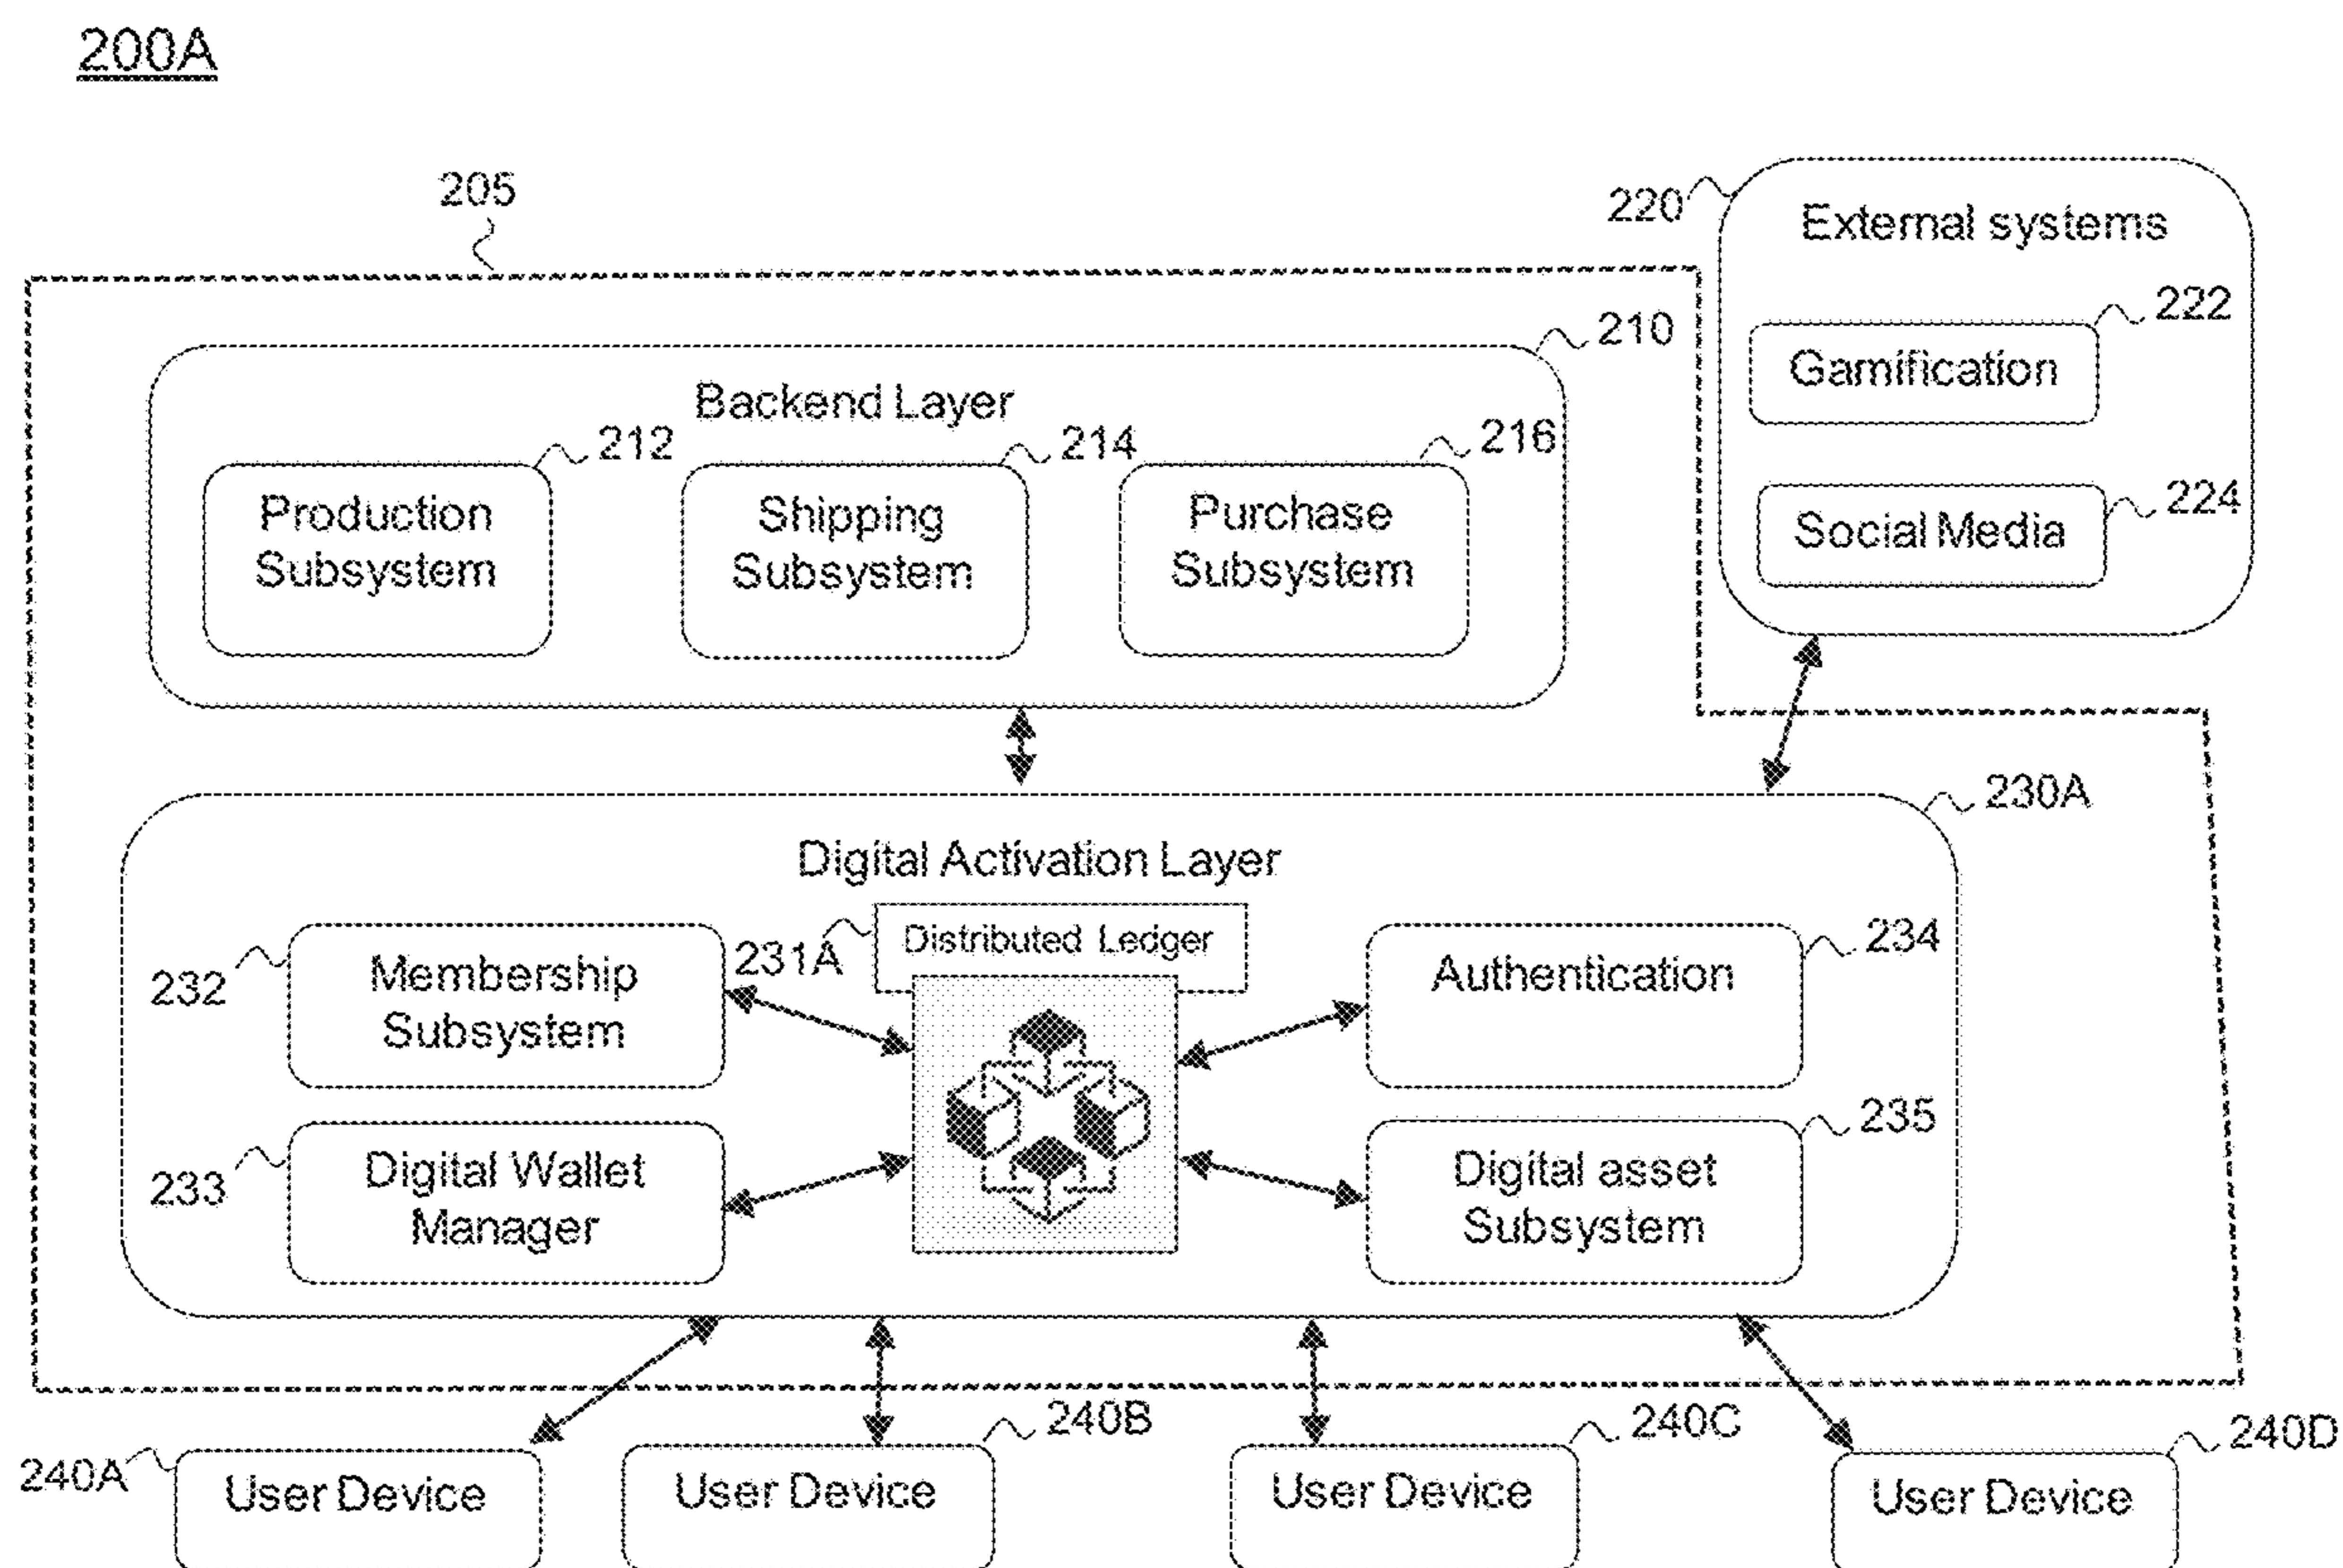 200A
205
220
External systems
222
Gamification
224
Social Media
210
Backend Layer
212
214
216
Production
Subsystem
Shipping
Subsystem
Purchase
Subsystem
230A
Digital Activation Layer
231A
Distributed Ledger
232
Membership
Subsystem
234
Authentication
233
Digital Wallet
Manager
235
Digital asset
Subsystem
240A
User Device
240B
User Device
240C
User Device
240D
User Device